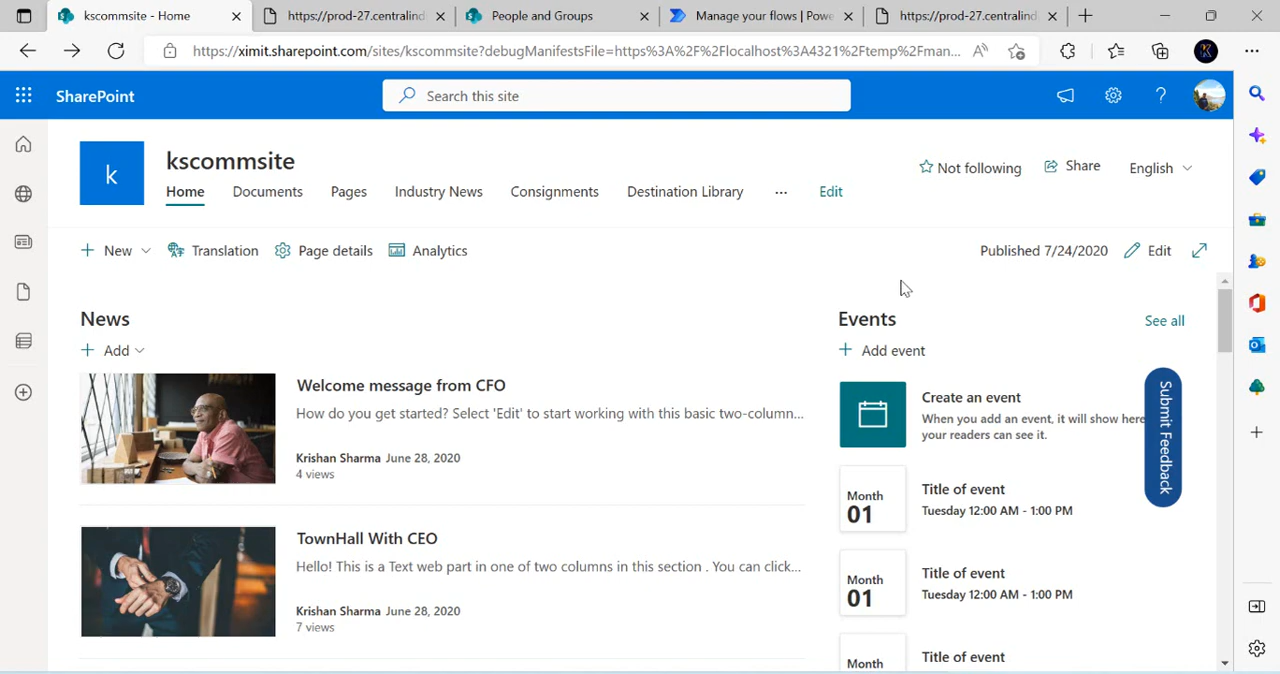 kscommsite - Home
https://prod-27.centralind
People and Groups
Manage your flows | Powe
https://prod-27.centralind
https://ximit.sharepoint.com/sites/kscommsite?debugManifestsFile=https%3A%2F%2Flocalhost%3A4321%2Ftemp%2Fman...
SharePoint
Search this site
k
kscommsite
Not following
Share
English
Home
Documents
Pages
Industry News
Consignments
Destination Library
...
Edit
+ New
Translation
Page details
Analytics
Published 7/24/2020
Edit
News
+ Add
Welcome message from CFO
How do you get started? Select 'Edit' to start working with this basic two-column...
Krishan Sharma June 28, 2020
4 views
TownHall With CEO
Hello! This is a Text web part in one of two columns in this section . You can click...
Krishan Sharma June 28, 2020
7 views
Events
See all
+ Add event
Create an event
When you add an event, it will show here
your readers can see it.
Month
01
Title of event
Tuesday 12:00 AM - 1:00 PM
Month
01
Title of event
Tuesday 12:00 AM - 1:00 PM
Month
Title of event
Submit Feedback